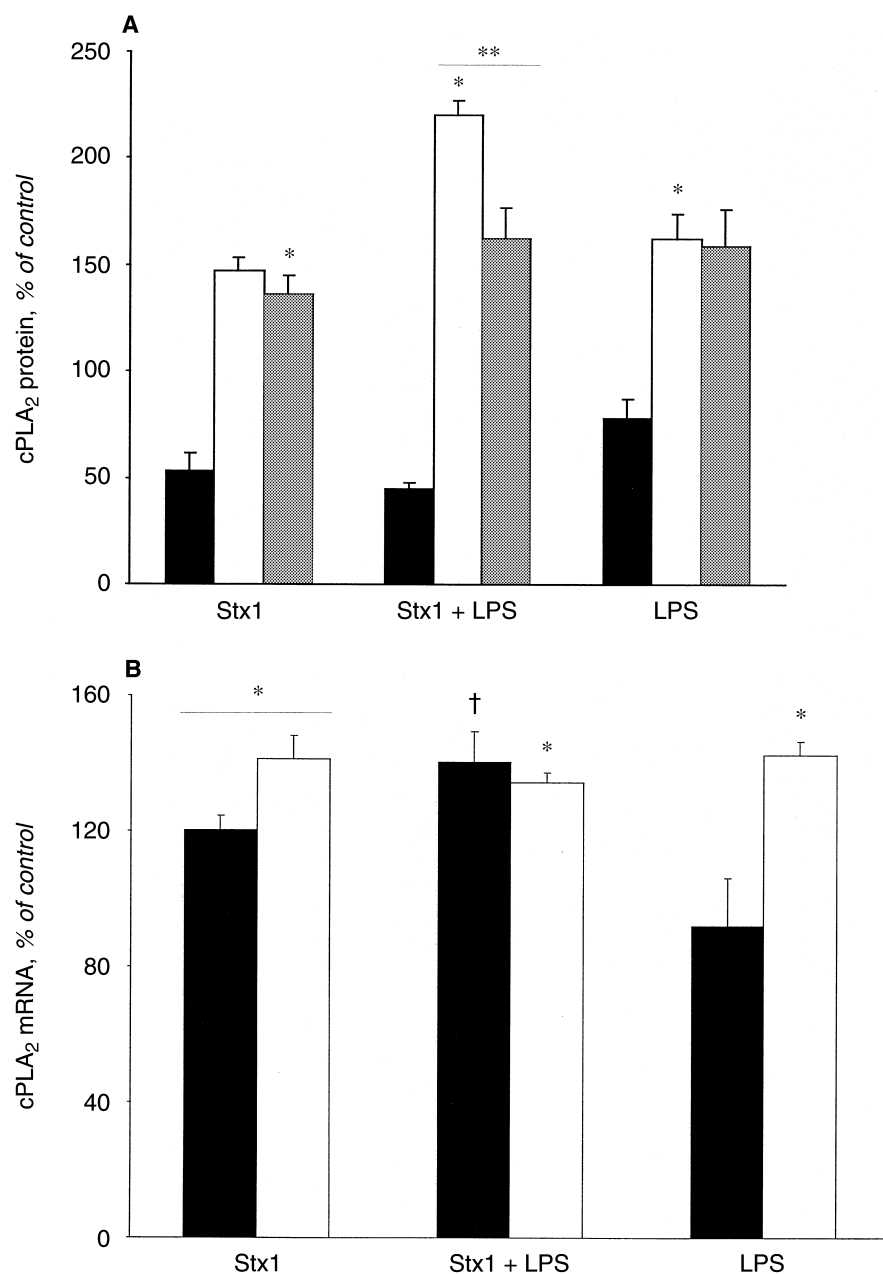 A
250
200
150
100
50
0
cPLA2 protein, % of control
**
*
*
*
Stx1
Stx1 + LPS
LPS
B
160
120
80
40
0
cPLA2 mRNA, % of control
*
†
*
*
Stx1
Stx1 + LPS
LPS